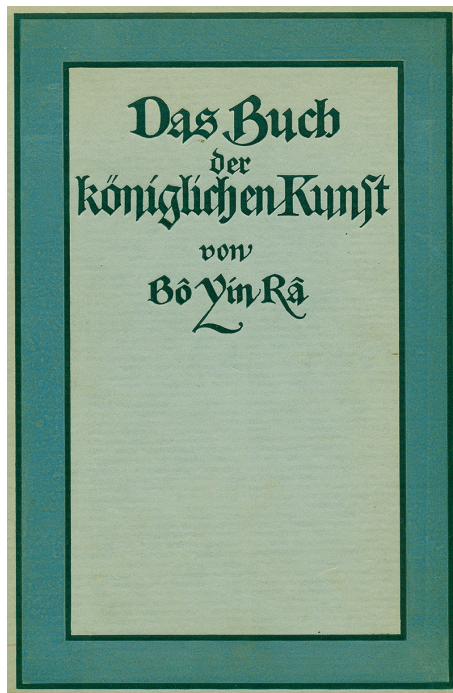 Das Buch
der
königlichen Kunst
von
Bô Yin Râ